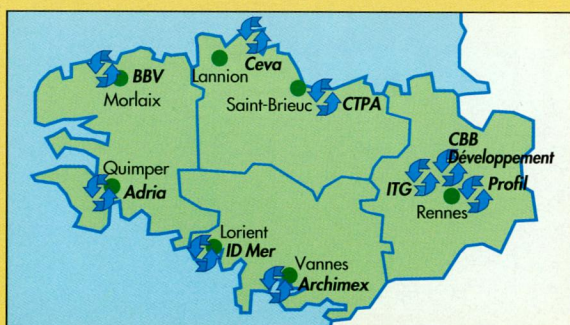 BBV
Morlaix
Lannion
Ceva
Saint-Brieuc
CTPA
CBB
Développement
ITG
Profil
Rennes
Quimper
Adria
Lorient
ID Mer
Vannes
Archimex